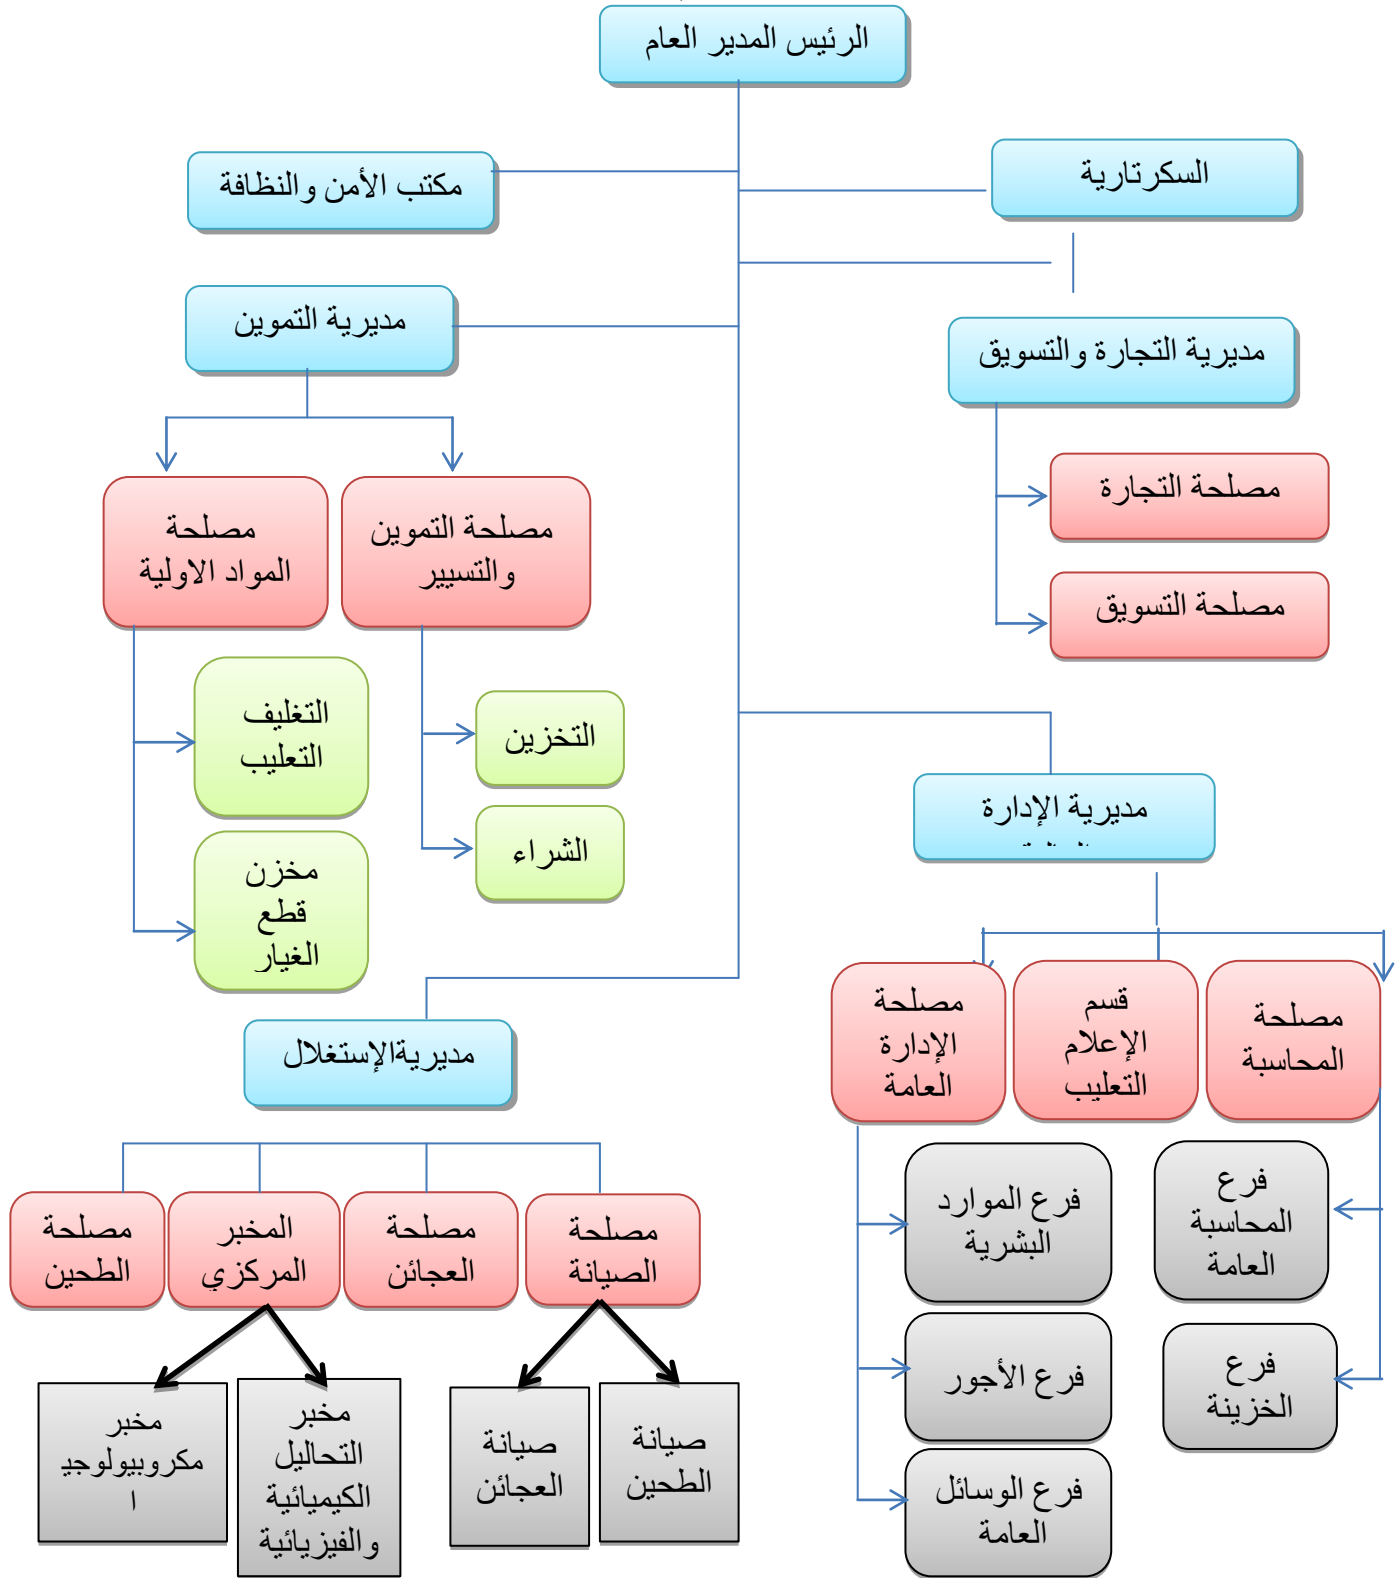 الرئيس المدير العام
السكرتارية
مكتب الأمن والنظافة
مديرية التموين
مديرية التجارة والتسويق
مصلحة التجارة
مصلحة التموين
والتسيير
مصلحة
المواد الاولية
مصلحة التسويق
التغليف
التعليب
التخزين
مديرية الإدارة
الشراء
مخزن
قطع
الغيار
مصلحة
المحاسبة
قسم
الإعلام
التعليب
مصلحة
الإدارة
العامة
مديريةالإستغلال
فرع
المحاسبة
العامة
فرع الموارد
البشرية
مصلحة
الصيانة
مصلحة
العجائن
المخبر
المركزي
مصلحة
الطحين
فرع
الخزينة
فرع الأجور
صيانة
الطحين
صيانة
العجائن
مخبر
التحاليل
الكيميائية
والفيزيائية
مخبر
مكروبيولوجي
ا
فرع الوسائل
العامة